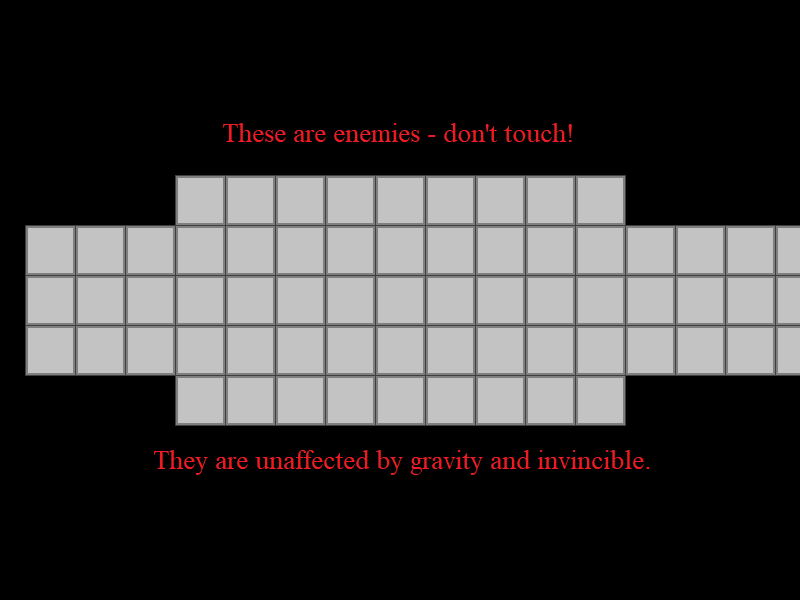 These are enemies - don't touch!
They are unaffected by gravity and invincible.